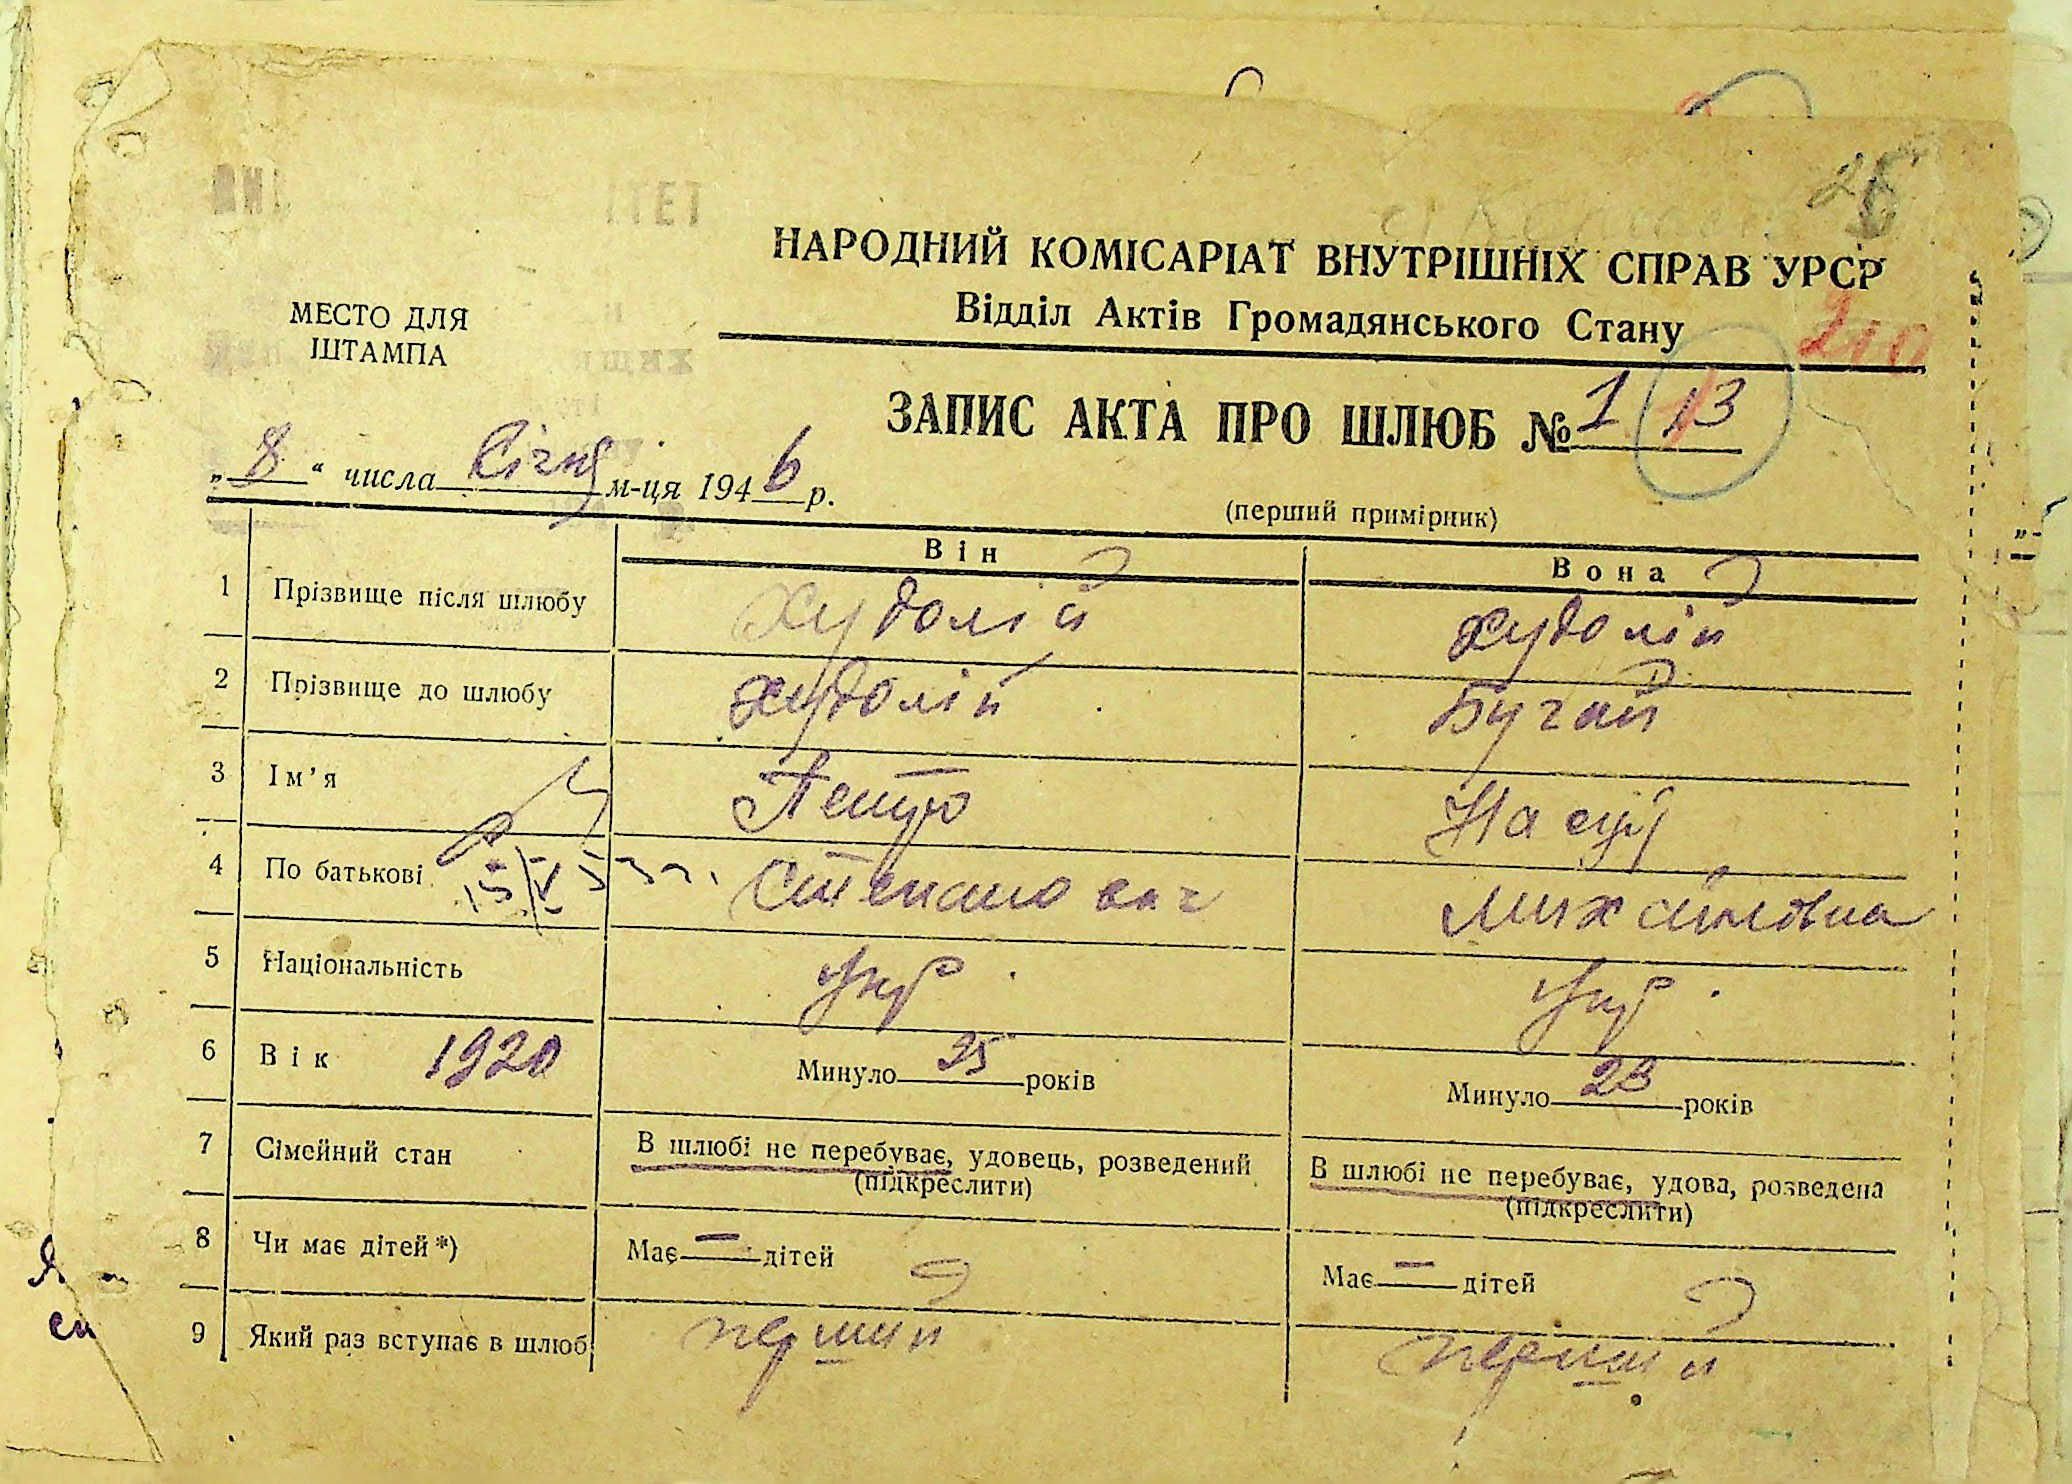 26
НАРОДНИЙ КОМІСАРІАТ ВНУТРІШНІХ СПРАВ УРСР
Відділ Актів Громадянського Стану
210
МЕСТО ДЛЯ
ШТАМПА
ЗАПИС АКТА ПРО ШЛЮБ № 1 13
„ 8 “ числа Січня м-ця 1946 р.
(перший примірник)
Він Вона
1 Прізвище після шлюбу Худолій Худолій
2 Прізвище до шлюбу Худолій Бугай
3 Ім’я Петро
4 По батькові Степанович Михайловна
5 Національність Укр. Укр.
6 Вік 1920 Минуло 25 років Минуло 23 років
7 Сімейний стан В шлюбі не перебуває, удовець, розведений (підкреслити) В шлюбі не перебуває, удова, розведена (підкреслити)
8 Чи має дітей*) Має — дітей Має — дітей
9 Який раз вступає в шлюб перший перший